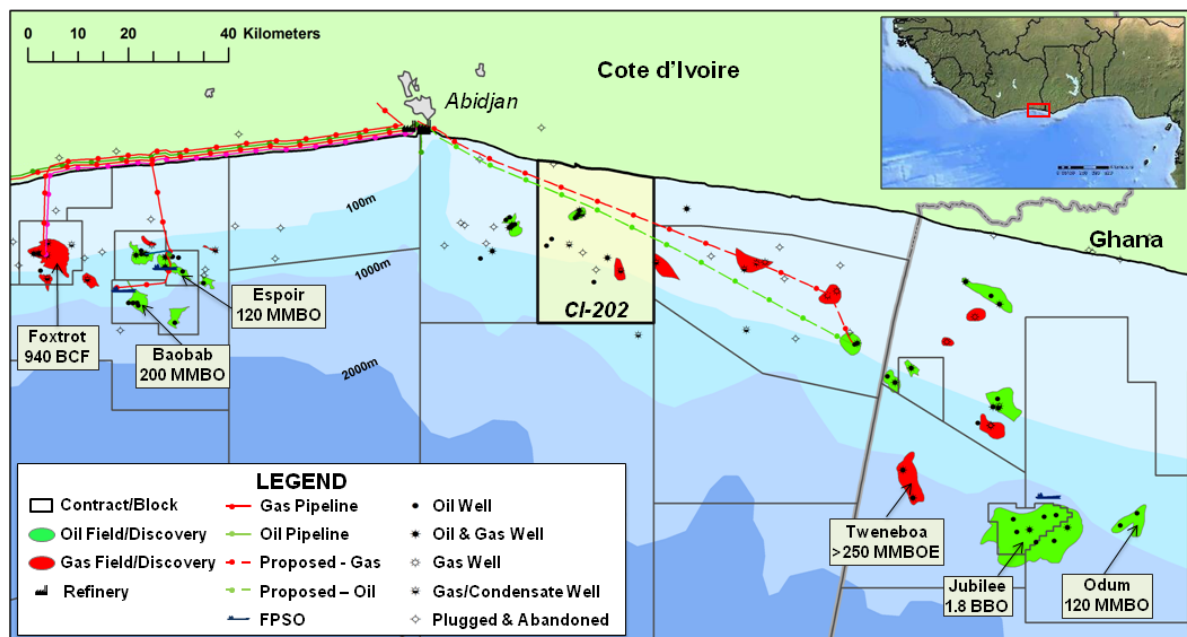 0 10 20 40 Kilometers
Cote d'Ivoire
Abidjan
100m
1000m
2000m
Ghana
CI-202
Espoir
120 MMBO
Foxtrot
940 BCF
Baobab
200 MMBO
Tweneboa
>250 MMBOE
Jubilee
1.8 BBO
Odum
120 MMBO
LEGEND
Contract/Block
Oil Field/Discovery
Gas Field/Discovery
Refinery
Gas Pipeline
Oil Pipeline
Proposed - Gas
Proposed – Oil
FPSO
Oil Well
Oil & Gas Well
Gas Well
Gas/Condensate Well
Plugged & Abandoned